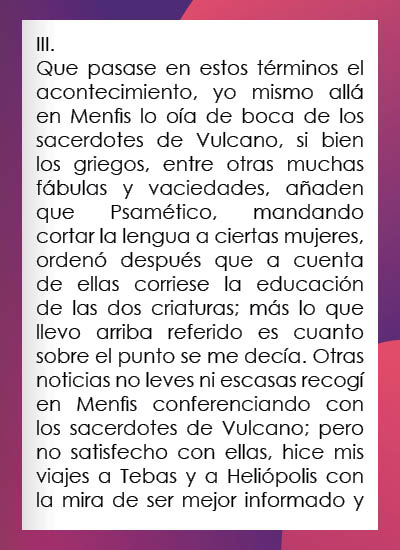 III.
Que pasase en estos términos el
acontecimiento, yo mismo allá
en Menfis lo oía de boca de los
sacerdotes de Vulcano, si bien
los griegos, entre otras muchas
fábulas y vaciedades, añaden
que Psamético, mandando
cortar la lengua a ciertas mujeres,
ordenó después que a cuenta
de ellas corriese la educación
de las dos criaturas; más lo que
llevo arriba referido es cuanto
sobre el punto se me decía. Otras
noticias no leves ni escasas recogí
en Menfis conferenciando con
los sacerdotes de Vulcano; pero
no satisfecho con ellas, hice mis
viajes a Tebas y a Heliópolis con
la mira de ser mejor informado y